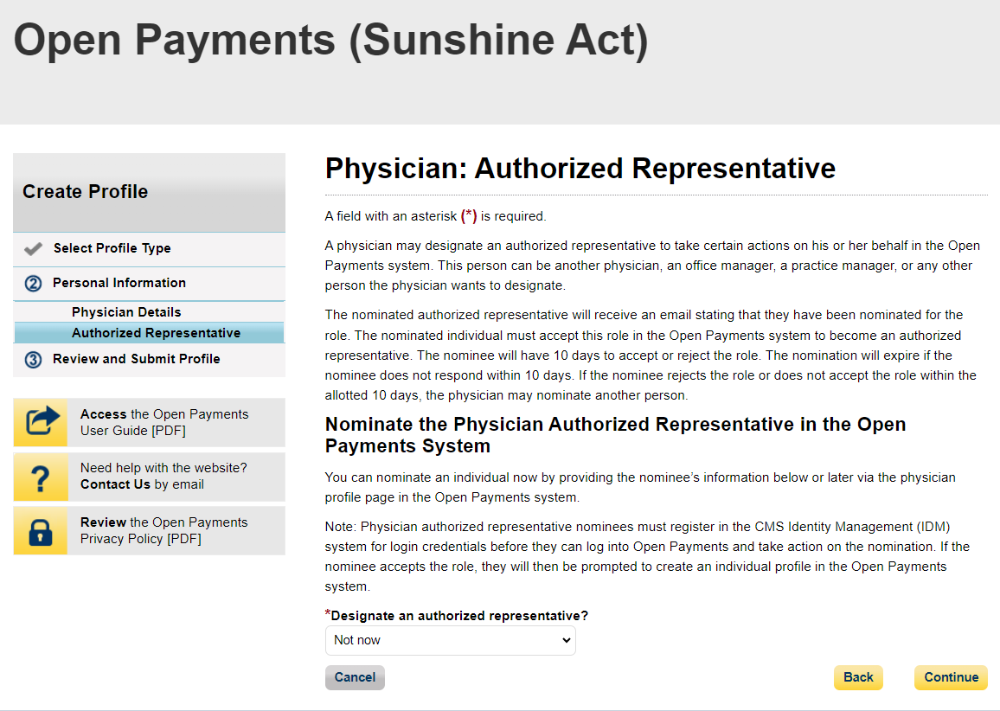 Open Payments (Sunshine Act)
Create Profile
Select Profile Type
2 Personal Information
Physician Details
Authorized Representative
3 Review and Submit Profile
Access the Open Payments
User Guide [PDF]
? Need help with the website?
Contact Us by email
Review the Open Payments
Privacy Policy [PDF]
Physician: Authorized Representative
A field with an asterisk (*) is required.
A physician may designate an authorized representative to take certain actions on his or her behalf in the Open
Payments system. This person can be another physician, an office manager, a practice manager, or any other
person the physician wants to designate.
The nominated authorized representative will receive an email stating that they have been nominated for the
role. The nominated individual must accept this role in the Open Payments system to become an authorized
representative. The nominee will have 10 days to accept or reject the role. The nomination will expire if the
nominee does not respond within 10 days. If the nominee rejects the role or does not accept the role within the
allotted 10 days, the physician may nominate another person.
Nominate the Physician Authorized Representative in the Open
Payments System
You can nominate an individual now by providing the nominee’s information below or later via the physician
profile page in the Open Payments system.
Note: Physician authorized representative nominees must register in the CMS Identity Management (IDM)
system for login credentials before they can log into Open Payments and take action on the nomination. If the
nominee accepts the role, they will then be prompted to create an individual profile in the Open Payments
system.
*Designate an authorized representative?
Not now
Cancel Back Continue